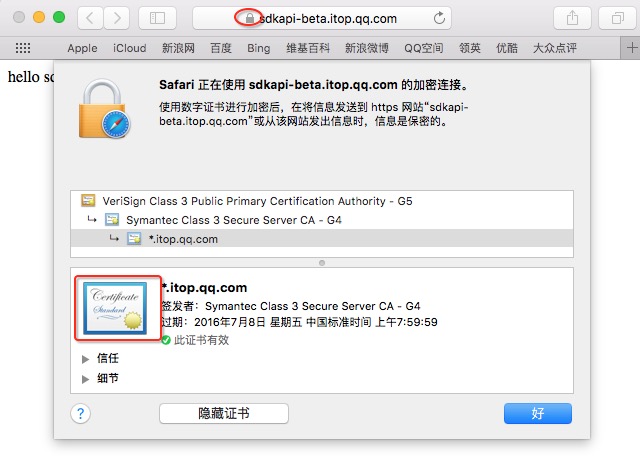 sdkapi-beta.itop.qq.com
Apple iCloud 新浪网 百度 Bing 维基百科 新浪微博 QQ空间 领英 优酷 大众点评
+
hello sd
Safari 正在使用 sdkapi-beta.itop.qq.com 的加密连接。
使用数字证书进行加密后，在将信息发送到 https 网站“sdkapi-
beta.itop.qq.com”或从该网站发出信息时，信息是保密的。
VeriSign Class 3 Public Primary Certification Authority - G5
Symantec Class 3 Secure Server CA - G4
*.itop.qq.com
Certificate
Standard
*.itop.qq.com
签发者：Symantec Class 3 Secure Server CA - G4
过期：2016年7月8日 星期五 中国标准时间 上午7:59:59
此证书有效
信任
细节
?
隐藏证书
好